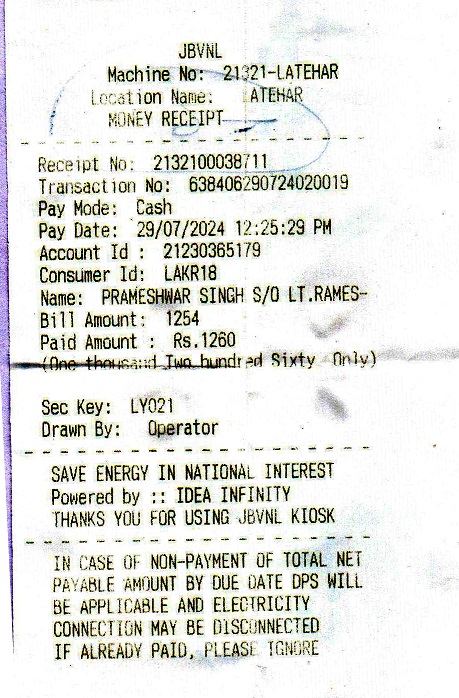 JBVNL
Machine No: 21321-LATEHAR
Location Name: LATEHAR
MONEY RECEIPT
Receipt No: 2132100038711
Transaction No: 638406290724020019
Pay Mode: Cash
Pay Date: 29/07/2024 12:25:29 PM
Account Id : 21230365179
Consumer Id: LAKR18
Name: PRAMESHWAR SINGH S/O LT.RAMES-
Bill Amount: 1254
Paid Amount : Rs.1260
(One thousand Two hundred Sixty Only)
Sec Key: LY021
Drawn By: Operator
SAVE ENERGY IN NATIONAL INTEREST
Powered by :: IDEA INFINITY
THANKS YOU FOR USING JBVNL KIOSK
IN CASE OF NON-PAYMENT OF TOTAL NET
PAYABLE AMOUNT BY DUE DATE DPS WILL
BE APPLICABLE AND ELECTRICITY
CONNECTION MAY BE DISCONNECTED
IF ALREADY PAID, PLEASE IGNORE